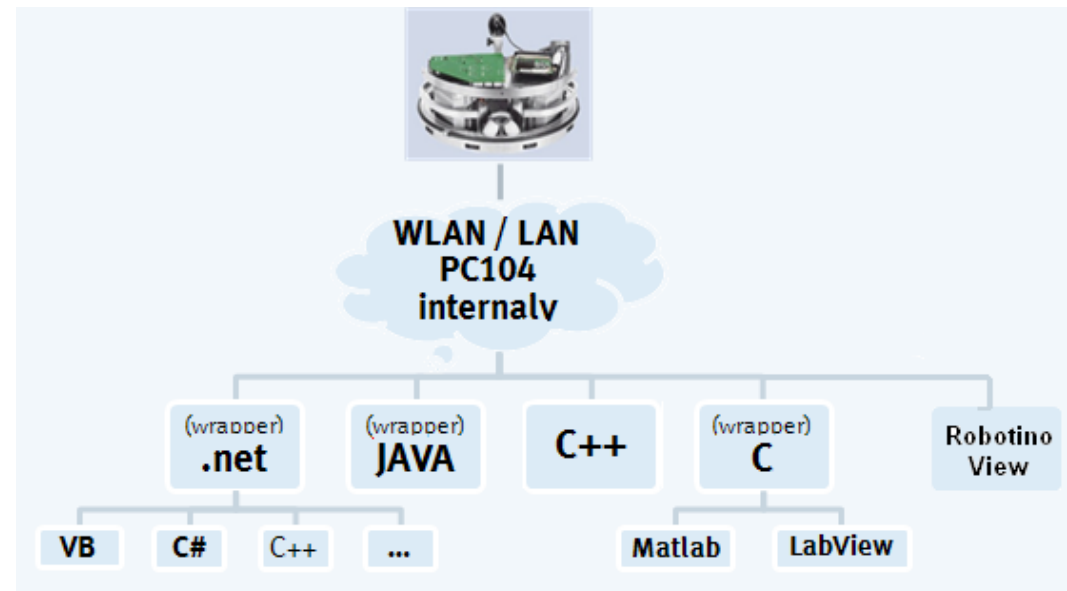 WLAN / LAN
PC104
internalv
(wrapper)
.net
(wrapper)
JAVA
C++
(wrapper)
C
Robotino
View
VB
C#
C++
...
Matlab
LabView